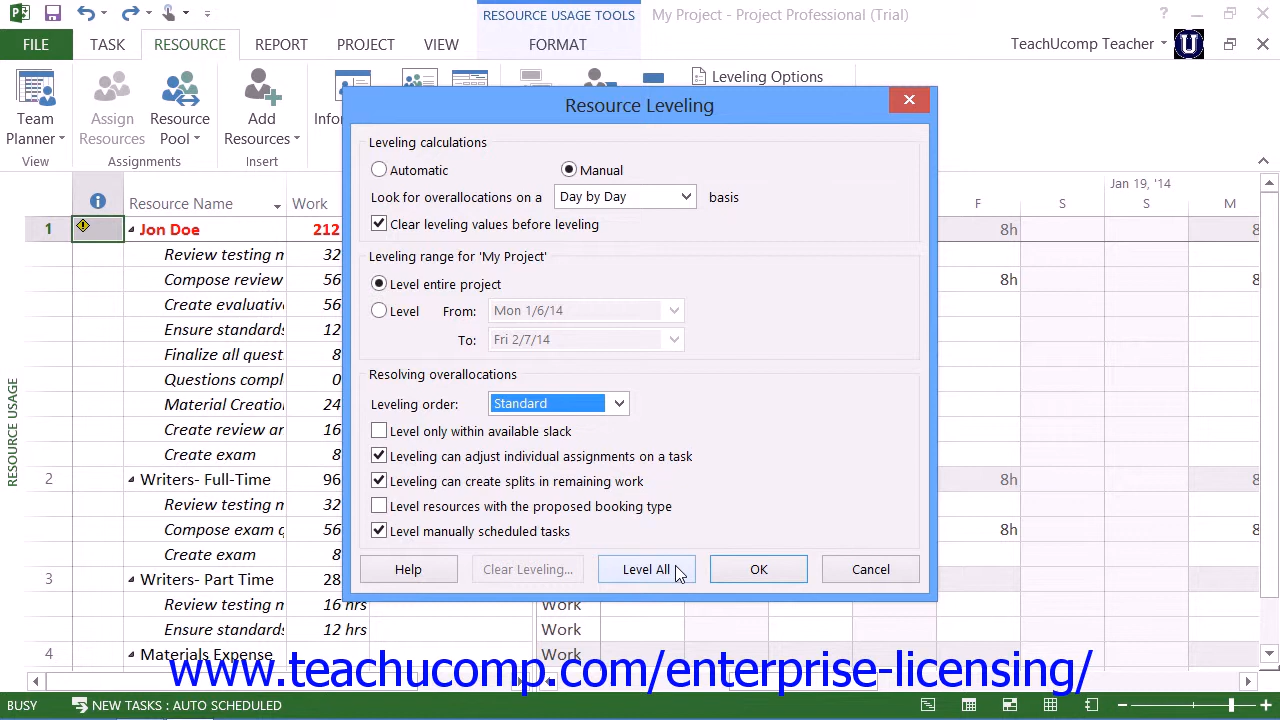 RESOURCE USAGE TOOLS
My Project - Project Professional (Trial)
FILE TASK RESOURCE REPORT PROJECT VIEW FORMAT
TeachUcomp Teacher
Team Planner
Assign Resources
Resource Pool
Add Resources
Leveling Options
View Assignments Insert
Resource Leveling
Leveling calculations
Automatic Manual
Look for overallocations on a Day by Day basis
Clear leveling values before leveling
Leveling range for 'My Project'
Level entire project
Level From: Mon 1/6/14
To: Fri 2/7/14
Resolving overallocations
Leveling order: Standard
Level only within available slack
Leveling can adjust individual assignments on a task
Leveling can create splits in remaining work
Level resources with the proposed booking type
Level manually scheduled tasks
Help Clear Leveling... Level All OK Cancel
Jan 19, '14
Resource Name Work F S S M
1 Jon Doe 212 8h 8
Review testing 32
Compose review 56 8h 8
Create 56
Ensure 12
Finalize all 8
Questions 0
Material 24
Create review 16
Create exam 8
2 Writers- Full-Time 96 8h 8
Review testing 32
Compose exam 56 8h 8
Create exam 8
3 Writers- Part Time 28
Review testing 16 hrs Work
Ensure 12 hrs Work
4 Materials Expense Work
RESOURCE USAGE
www.teachucomp.com/enterprise-licensing/
BUSY NEW TASKS : AUTO SCHEDULED